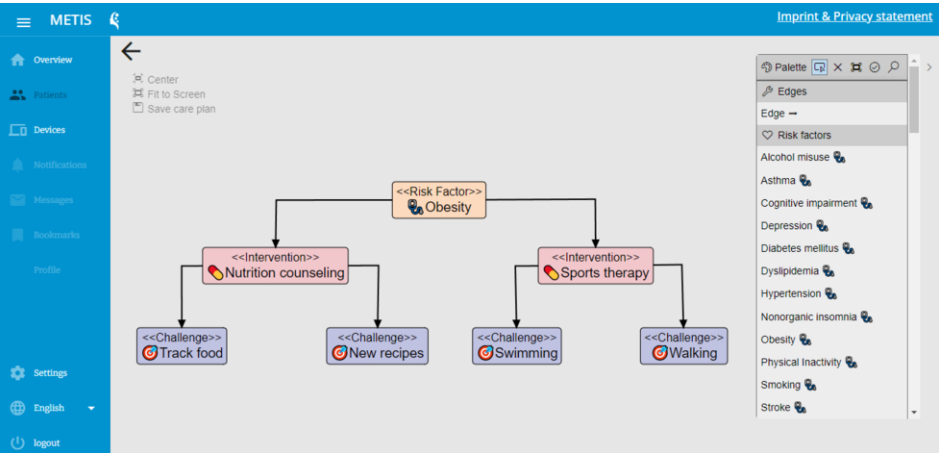 METIS
Imprint & Privacy statement
Overview
Patients
Devices
Notifications
Messages
Bookmarks
Profile
Settings
English
logout
Center
Fit to Screen
Save care plan
<<Risk Factor>>
Obesity
<<Intervention>>
Nutrition counseling
<<Intervention>>
Sports therapy
<<Challenge>>
Track food
<<Challenge>>
New recipes
<<Challenge>>
Swimming
<<Challenge>>
Walking
Palette
Edges
Edge
Risk factors
Alcohol misuse
Asthma
Cognitive impairment
Depression
Diabetes mellitus
Dyslipidemia
Hypertension
Nonorganic insomnia
Obesity
Physical Inactivity
Smoking
Stroke